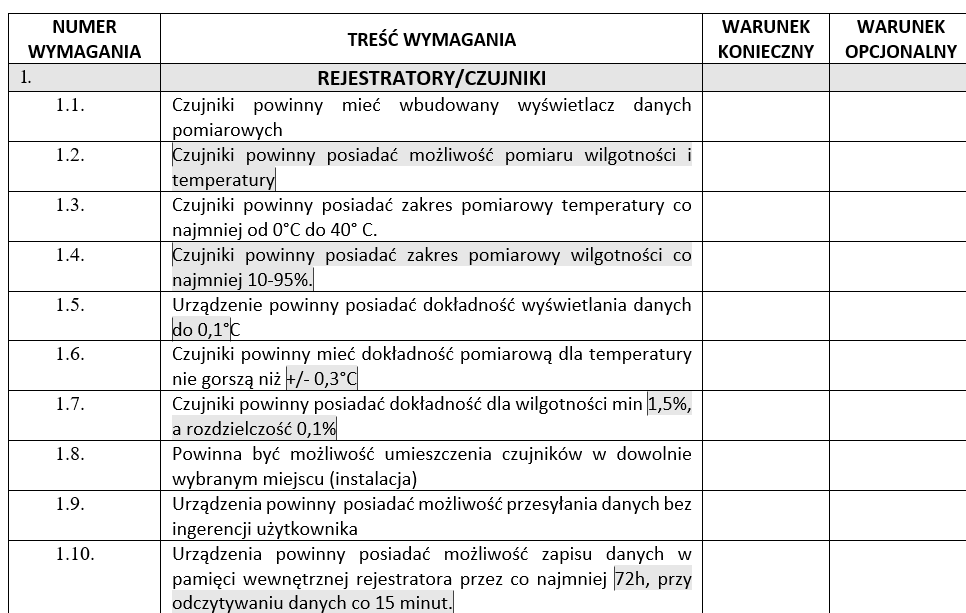 NUMER WYMAGANIA
TREŚĆ WYMAGANIA
WARUNEK KONIECZNY
WARUNEK OPCJONALNY
1.
REJESTRATORY/CZUJNIKI
1.1.
Czujniki powinny mieć wbudowany wyświetlacz danych
pomiarowych
1.2.
Czujniki powinny posiadać możliwość pomiaru wilgotności i
temperatury
1.3.
Czujniki powinny posiadać zakres pomiarowy temperatury co
najmniej od 0°C do 40° C.
1.4.
Czujniki powinny posiadać zakres pomiarowy wilgotności co
najmniej 10-95%.
1.5.
Urządzenie powinny posiadać dokładność wyświetlania danych
do 0,1°C
1.6.
Czujniki powinny mieć dokładność pomiarową dla temperatury
nie gorszą niż +/- 0,3°C
1.7.
Czujniki powinny posiadać dokładność dla wilgotności min 1,5%,
a rozdzielczość 0,1%
1.8.
Powinna być możliwość umieszczenia czujników w dowolnie
wybranym miejscu (instalacja)
1.9.
Urządzenia powinny posiadać możliwość przesyłania danych bez
ingerencji użytkownika
1.10.
Urządzenia powinny posiadać możliwość zapisu danych w
pamięci wewnętrznej rejestratora przez co najmniej 72h, przy
odczytywaniu danych co 15 minut.